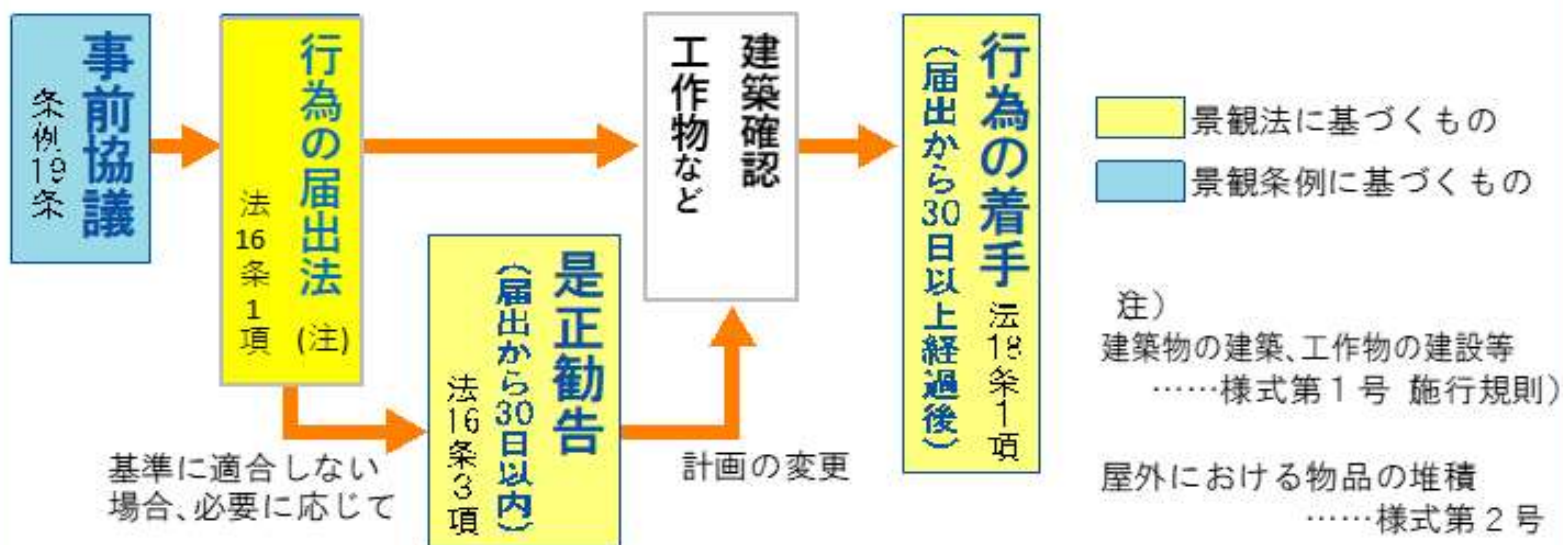 事前協議
条例19条
行為の届出法
法16条1項
(注)
是正勧告
(届出から30日以内)
法16条3項
建築確認
工作物など
行為の着手
(届出から30日以上経過後)
法18条1項
基準に適合しない
場合、必要に応じて
計画の変更
景観法に基づくもの
景観条例に基づくもの
注)
建築物の建築、工作物の建設等
……様式第1号 施行規則)
屋外における物品の堆積
……様式第2号